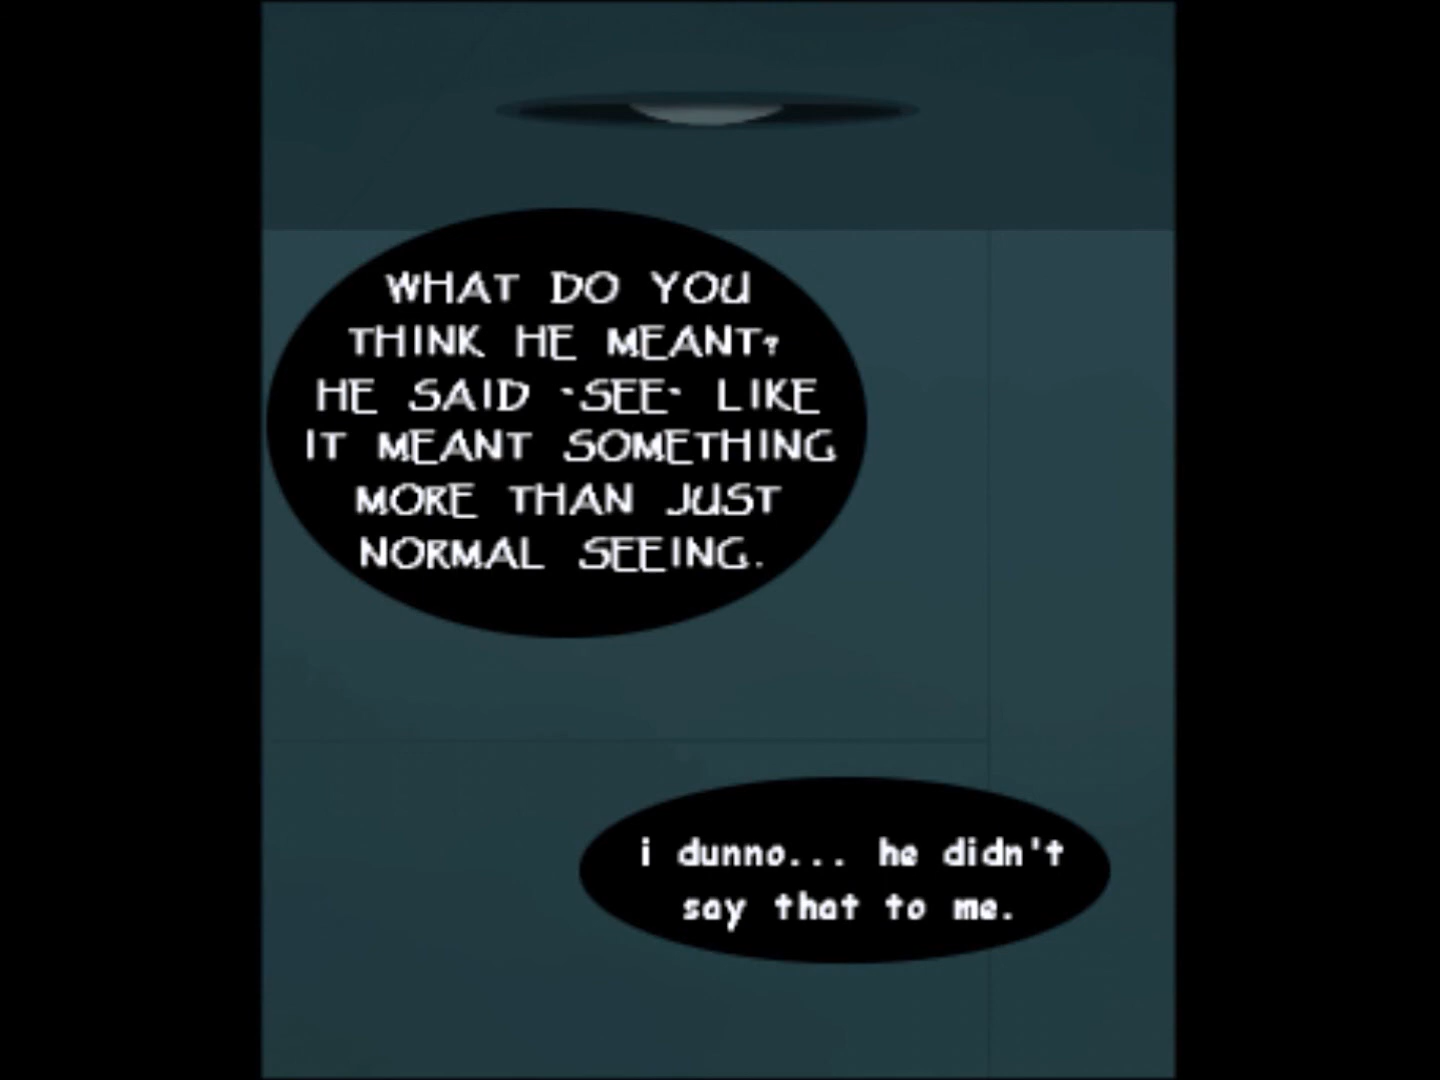 WHAT DO YOU
THINK HE MEANT?
HE SAID -SEE- LIKE
IT MEANT SOMETHING
MORE THAN JUST
NORMAL SEEING.
i dunno... he didn't
say that to me.